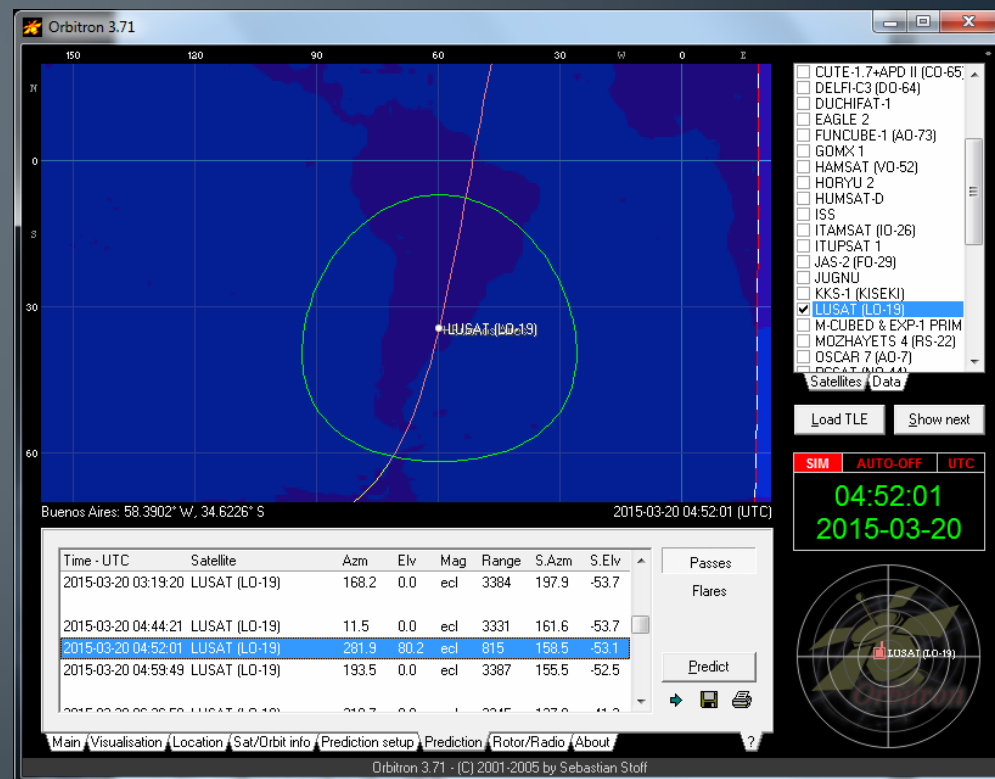 Orbitron 3.71
150 120 90 60 30 W 0 E
N
0
S
30
60
LUSAT (LO-19)
Buenos Aires: 58.3902° W, 34.6226° S 2015-03-20 04:52:01 (UTC)
CUTE-1.7+APD II (CO-65)
DELFI-C3 (DO-64)
DUCHIFAT-1
EAGLE 2
FUNCUBE-1 (AO-73)
GOMX 1
HAMSAT (VO-52)
HORYU 2
HUMSAT-D
ISS
ITAMSAT (IO-26)
ITUPSAT 1
JAS-2 (FO-29)
JUGNU
KKS-1 (KISEKI)
LUSAT (LO-19)
M-CUBED & EXP-1 PRIM
MOZHAYETS 4 (RS-22)
OSCAR 7 (AO-7)
Satellites Data
Load TLE Show next
SIM AUTO-OFF UTC
04:52:01
2015-03-20
LUSAT (LO-19)
Orbitron
Time - UTC Satellite Azm Elv Mag Range S.Azm S.Elv
2015-03-20 03:19:20 LUSAT (LO-19) 168.2 0.0 ecl 3384 197.9 -53.7
2015-03-20 04:44:21 LUSAT (LO-19) 11.5 0.0 ecl 3331 161.6 -53.7
2015-03-20 04:52:01 LUSAT (LO-19) 281.9 80.2 ecl 815 158.5 -53.1
2015-03-20 04:59:49 LUSAT (LO-19) 193.5 0.0 ecl 3387 155.5 -52.5
Passes
Flares
Predict
Main Visualisation Location Sat/Orbit info Prediction setup Prediction Rotor/Radio About ?
Orbitron 3.71 - (C) 2001-2005 by Sebastian Stoff